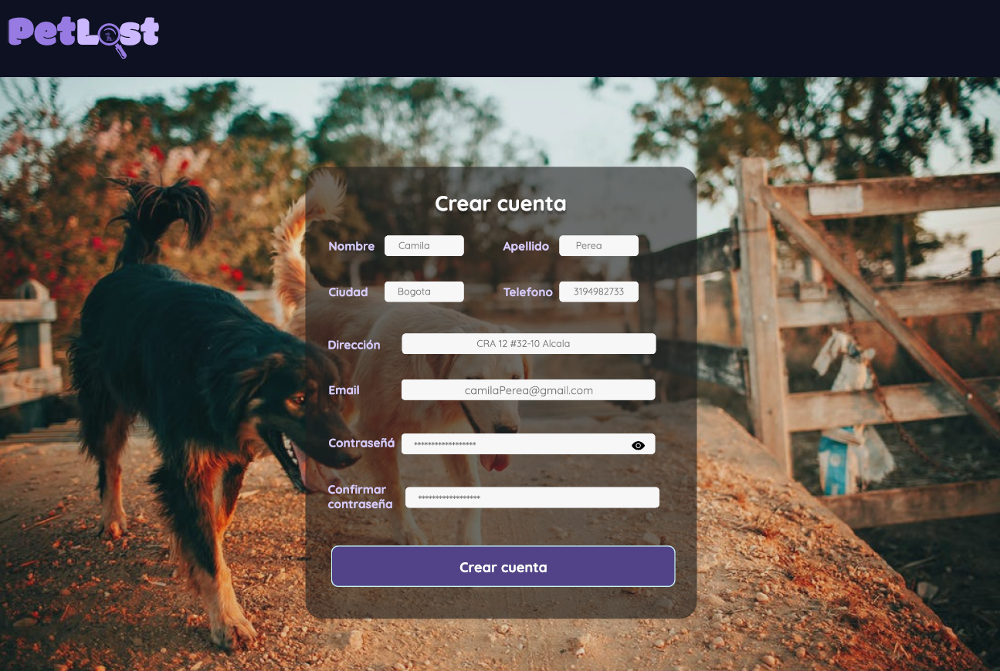 PetLost
Crear cuenta
Nombre Camila Apellido Perea
Ciudad Bogota Telefono 3194982733
Dirección CRA 12 #32-10 Alcala
Email camilaPerea@gmail.com
Contraseñá ******************
Confirmar
contraseña ******************
Crear cuenta